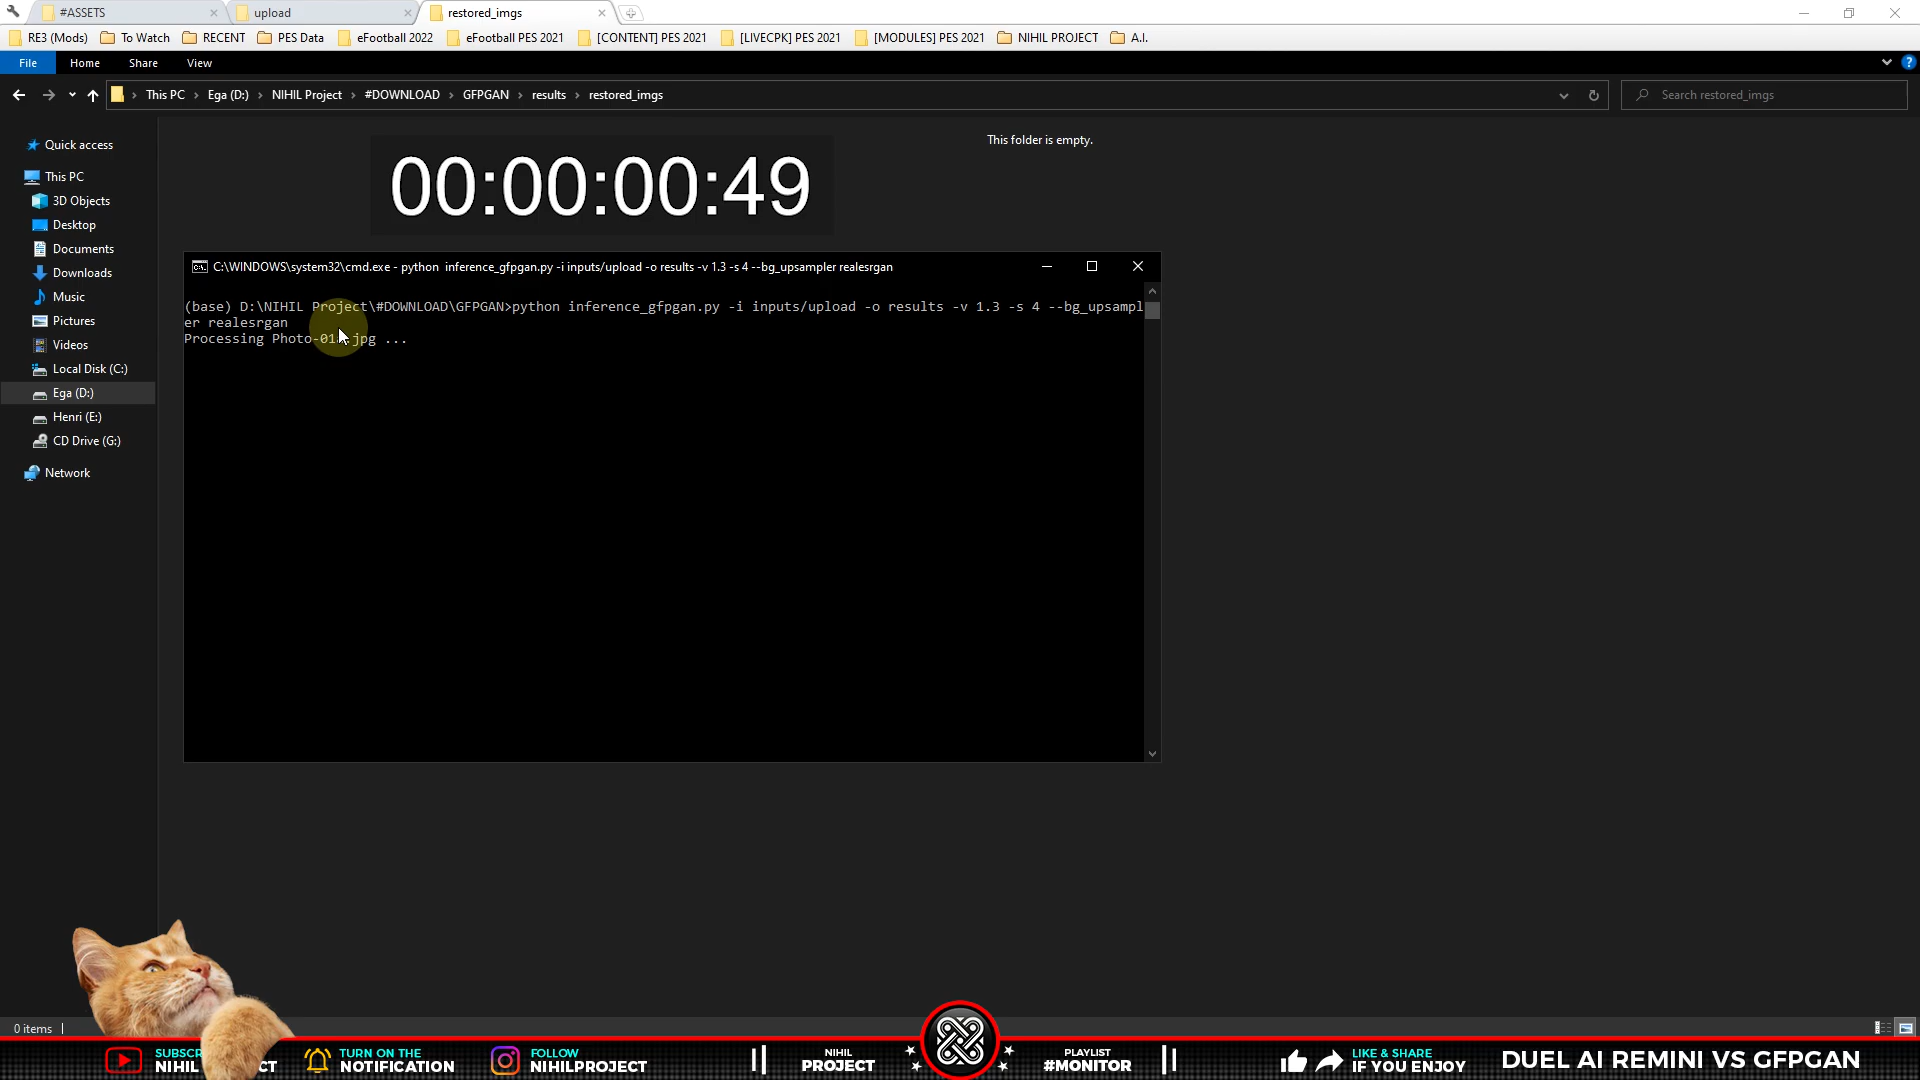 #ASSETS
upload
restored_imgs
RE3 (Mods)
To Watch
RECENT
PES Data
eFootball 2022
eFootball PES 2021
[CONTENT] PES 2021
[LIVECPK] PES 2021
[MODULES] PES 2021
NIHIL PROJECT
A.I.
File
Home
Share
View
This PC
Ega (D:)
NIHIL Project
#DOWNLOAD
GFPGAN
results
restored_imgs
Search restored_imgs
This folder is empty.
Quick access
This PC
3D Objects
Desktop
Documents
Downloads
Music
Pictures
Videos
Local Disk (C:)
Ega (D:)
Henri (E:)
CD Drive (G:)
Network
00:00:00:49
C:\WINDOWS\system32\cmd.exe - python  inference_gfpgan.py -i inputs/upload -o results -v 1.3 -s 4 --bg_upsampler realesrgan
(base) D:\NIHIL Project\#DOWNLOAD\GFPGAN>python inference_gfpgan.py -i inputs/upload -o results -v 1.3 -s 4 --bg_upsampl
er realesrgan
Processing ...
0 items
NIHIL
TURN ON THE
NOTIFICATION
FOLLOW
NIHILPROJECT
NIHIL
PROJECT
PLAYLIST
#MONITOR
LIKE & SHARE
IF YOU ENJOY
DUEL AI REMINI VS GFPGAN